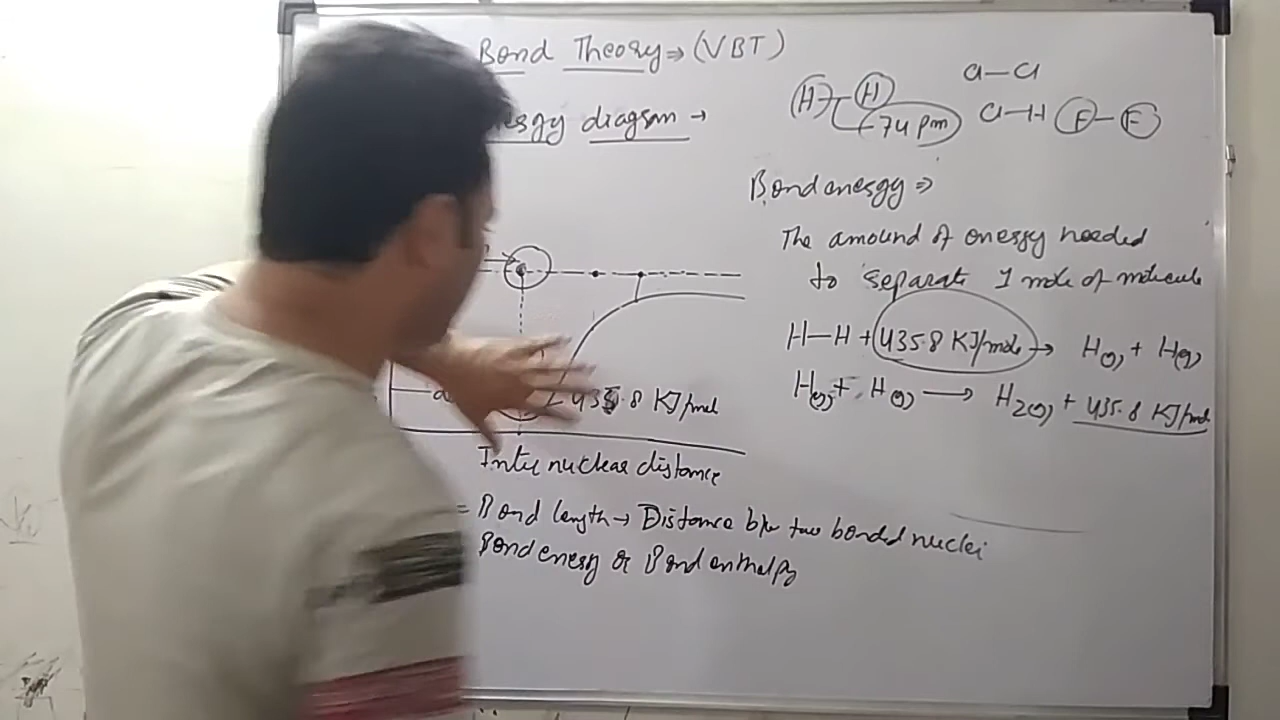 Bond Theory ⇒ (VBT)
diagram →
H–H
74 pm
Cl–Cl
Cl–H F–F
Bond energy ⇒
The amound of energy needed
to separate 1 mole of molecule
H–H + 435.8 KJ/mole → H(g) + H(g)
H(g) + H(g) → H2(g) + 435.8 KJ/mol
435.8 KJ/mol
Inter nuclear distance
= Bond length → Distance b/w two bonded nuclei
Bond energy or Bond enthalpy